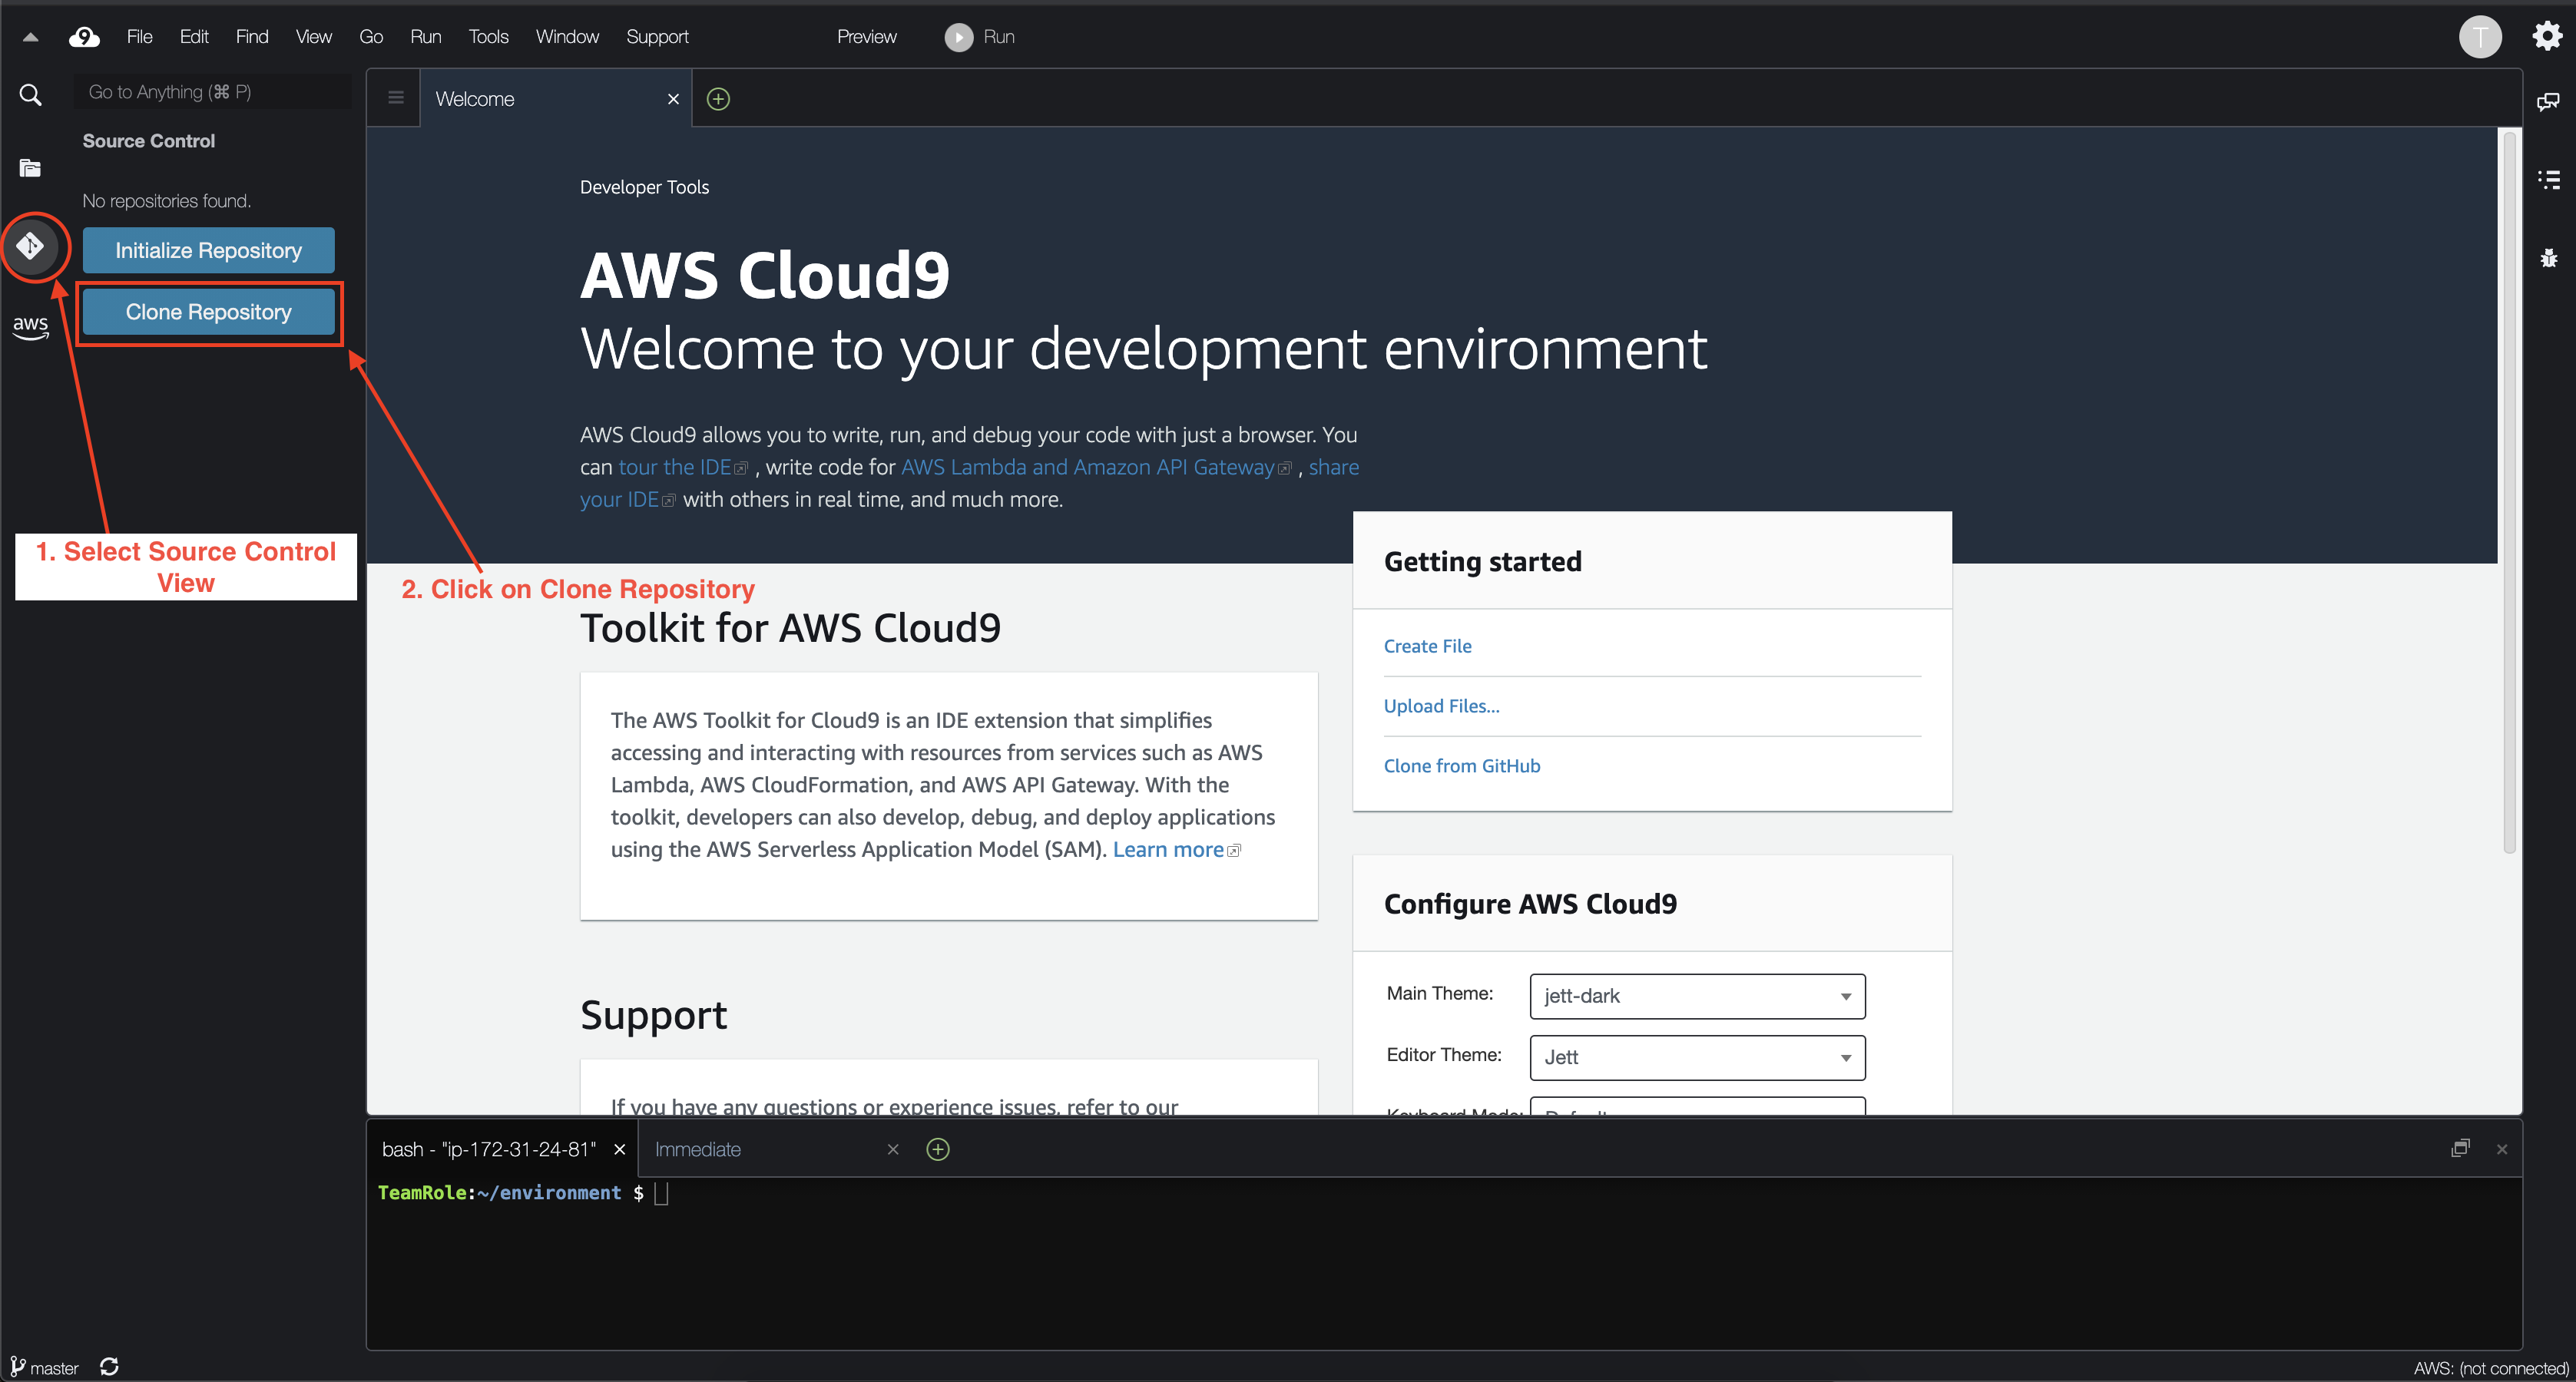 File Edit Find View Go Run Tools Window Support Preview Run
T
Go to Anything (⌘ P)
Source Control
No repositories found.
Initialize Repository
Clone Repository
aws
1. Select Source Control
View
2. Click on Clone Repository
Welcome
Developer Tools
AWS Cloud9
Welcome to your development environment
AWS Cloud9 allows you to write, run, and debug your code with just a browser. You
can tour the IDE , write code for AWS Lambda and Amazon API Gateway , share
your IDE with others in real time, and much more.
Toolkit for AWS Cloud9
The AWS Toolkit for Cloud9 is an IDE extension that simplifies
accessing and interacting with resources from services such as AWS
Lambda, AWS CloudFormation, and AWS API Gateway. With the
toolkit, developers can also develop, debug, and deploy applications
using the AWS Serverless Application Model (SAM). Learn more
Support
If you have any questions or experience issues, refer to our
Getting started
Create File
Upload Files...
Clone from GitHub
Configure AWS Cloud9
Main Theme: jett-dark
Editor Theme: Jett
Keyboard Mode: Default
bash - "ip-172-31-24-81" Immediate
TeamRole:~/environment $
master
AWS: (not connected)